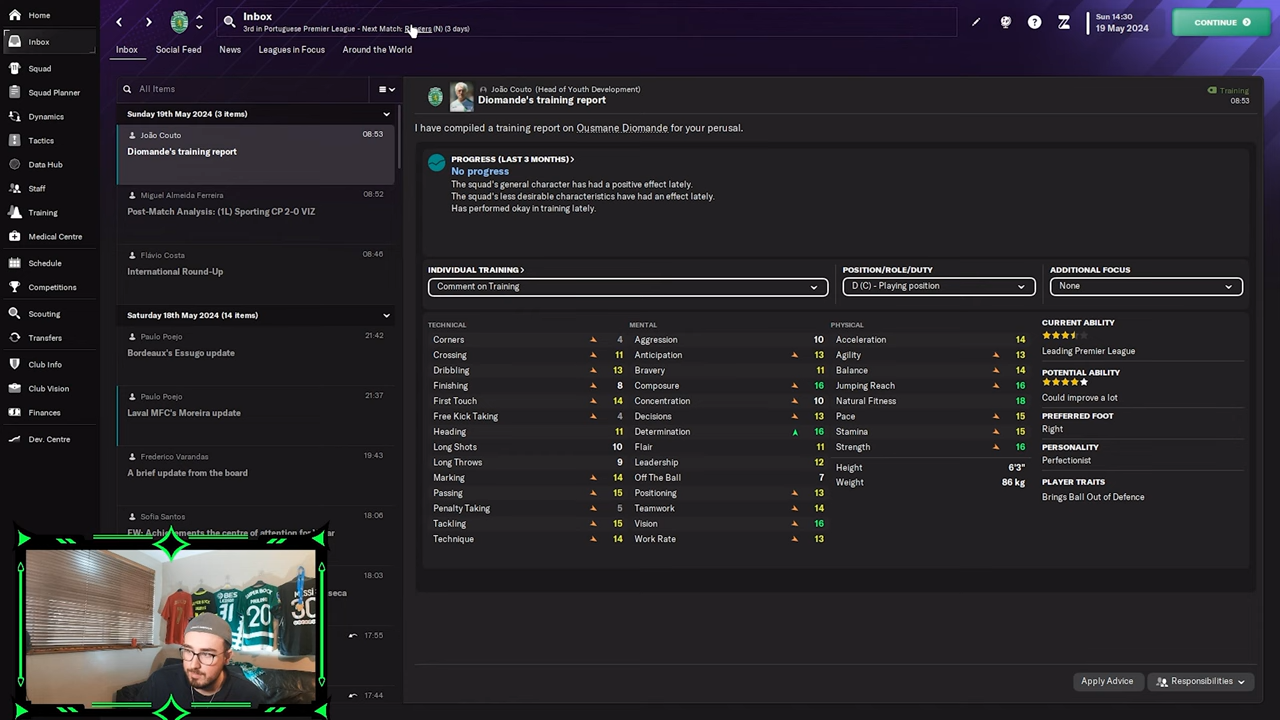 Home
Inbox
3rd in Portuguese Premier League - Next Match: Rangers (N) (3 days)
Sun 14:30
19 May 2024
CONTINUE
Inbox
Squad
Squad Planner
Dynamics
Tactics
Data Hub
Staff
Training
Medical Centre
Schedule
Competitions
Scouting
Transfers
Club Info
Club Vision
Finances
Dev. Centre
Inbox Social Feed News Leagues in Focus Around the World
All Items
Sunday 19th May 2024 (3 items)
João Couto 08:53
Diomande's training report
Miguel Almeida Ferreira 08:52
Post-Match Analysis: (1L) Sporting CP 2-0 VIZ
Flávio Costa 08:46
International Round-Up
Saturday 18th May 2024 (14 items)
Paulo Poejo 21:42
Bordeaux's Essugo update
Paulo Poejo 21:37
Laval MFC's Moreira update
Frederico Varandas 19:43
A brief update from the board
Sofia Santos 18:06
FW: Achievements the centre of attention for
18:03
17:55
17:44
João Couto (Head of Youth Development)
Diomande's training report
Training
08:53
I have compiled a training report on Ousmane Diomande for your perusal.
PROGRESS (LAST 3 MONTHS)
No progress
The squad's general character has had a positive effect lately.
The squad's less desirable characteristics have had an effect lately.
Has performed okay in training lately.
INDIVIDUAL TRAINING
Comment on Training
POSITION/ROLE/DUTY
D (C) - Playing position
ADDITIONAL FOCUS
None
TECHNICAL
Corners 4
Crossing 11
Dribbling 13
Finishing 8
First Touch 14
Free Kick Taking 4
Heading 11
Long Shots 10
Long Throws 9
Marking 14
Passing 15
Penalty Taking 5
Tackling 15
Technique 14
MENTAL
Aggression 10
Anticipation 13
Bravery 11
Composure 16
Concentration 10
Decisions 13
Determination 16
Flair 11
Leadership 12
Off The Ball 7
Positioning 13
Teamwork 14
Vision 16
Work Rate 13
PHYSICAL
Acceleration 14
Agility 13
Balance 14
Jumping Reach 16
Natural Fitness 18
Pace 15
Stamina 15
Strength 16
Height 6'3"
Weight 86 kg
CURRENT ABILITY
Leading Premier League
POTENTIAL ABILITY
Could improve a lot
PREFERRED FOOT
Right
PERSONALITY
Perfectionist
PLAYER TRAITS
Brings Ball Out of Defence
Apply Advice
Responsibilities
BES
31
SUPER BOCK
20
MESSI
30